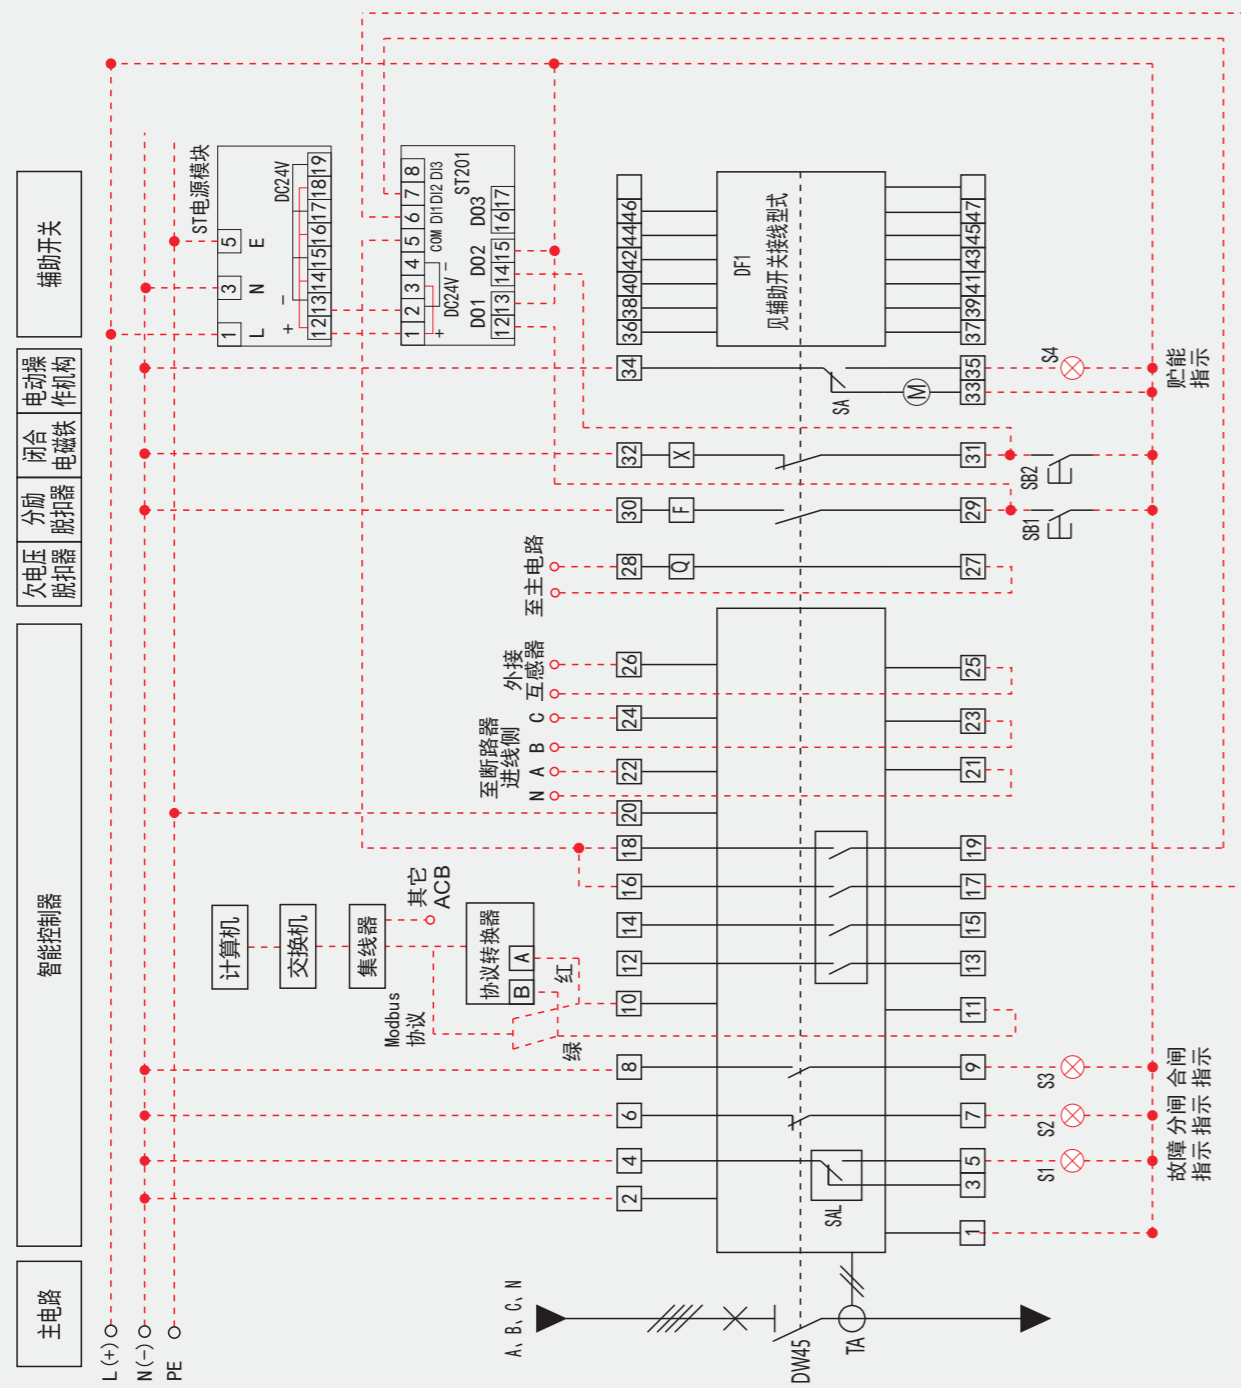 主电路
智能控制器
欠电压
脱扣器
分励
脱扣器
闭合
电磁铁
电动操
作机构
辅助开关
L(+)
N(-)
PE
ST电源模块
1 3 5
L N E
+ -
DC24V
12 13 14 15 16 17 18 19
1 2 3 4 5 6 7 8
+ DC24V - COM DI1 DI2 DI3
ST201
DO1 DO2 DO3
12 13 14 15 16 17
计算机
交换机
集线器
其它
ACB
协议转换器
B A
Modbus
协议
红
绿
至断路器
进线侧
N A B C
外接
互感器
至主电路
A、B、C、N
2 4 6 8 10 12 14 16 18 20 22 24 26 28 30 32 34 36 38 40 42 44 46
Q F X
DF1
见辅助开关接线型式
SAL
SA
M
DW45
TA
1 3 5 7 9 11 13 15 17 19 21 23 25 27 29 31 33 35 37 39 41 43 45 47
S1 S2 S3 SB1 SB2 S4
故障
指示
分闸
指示
合闸
指示
贮能
指示